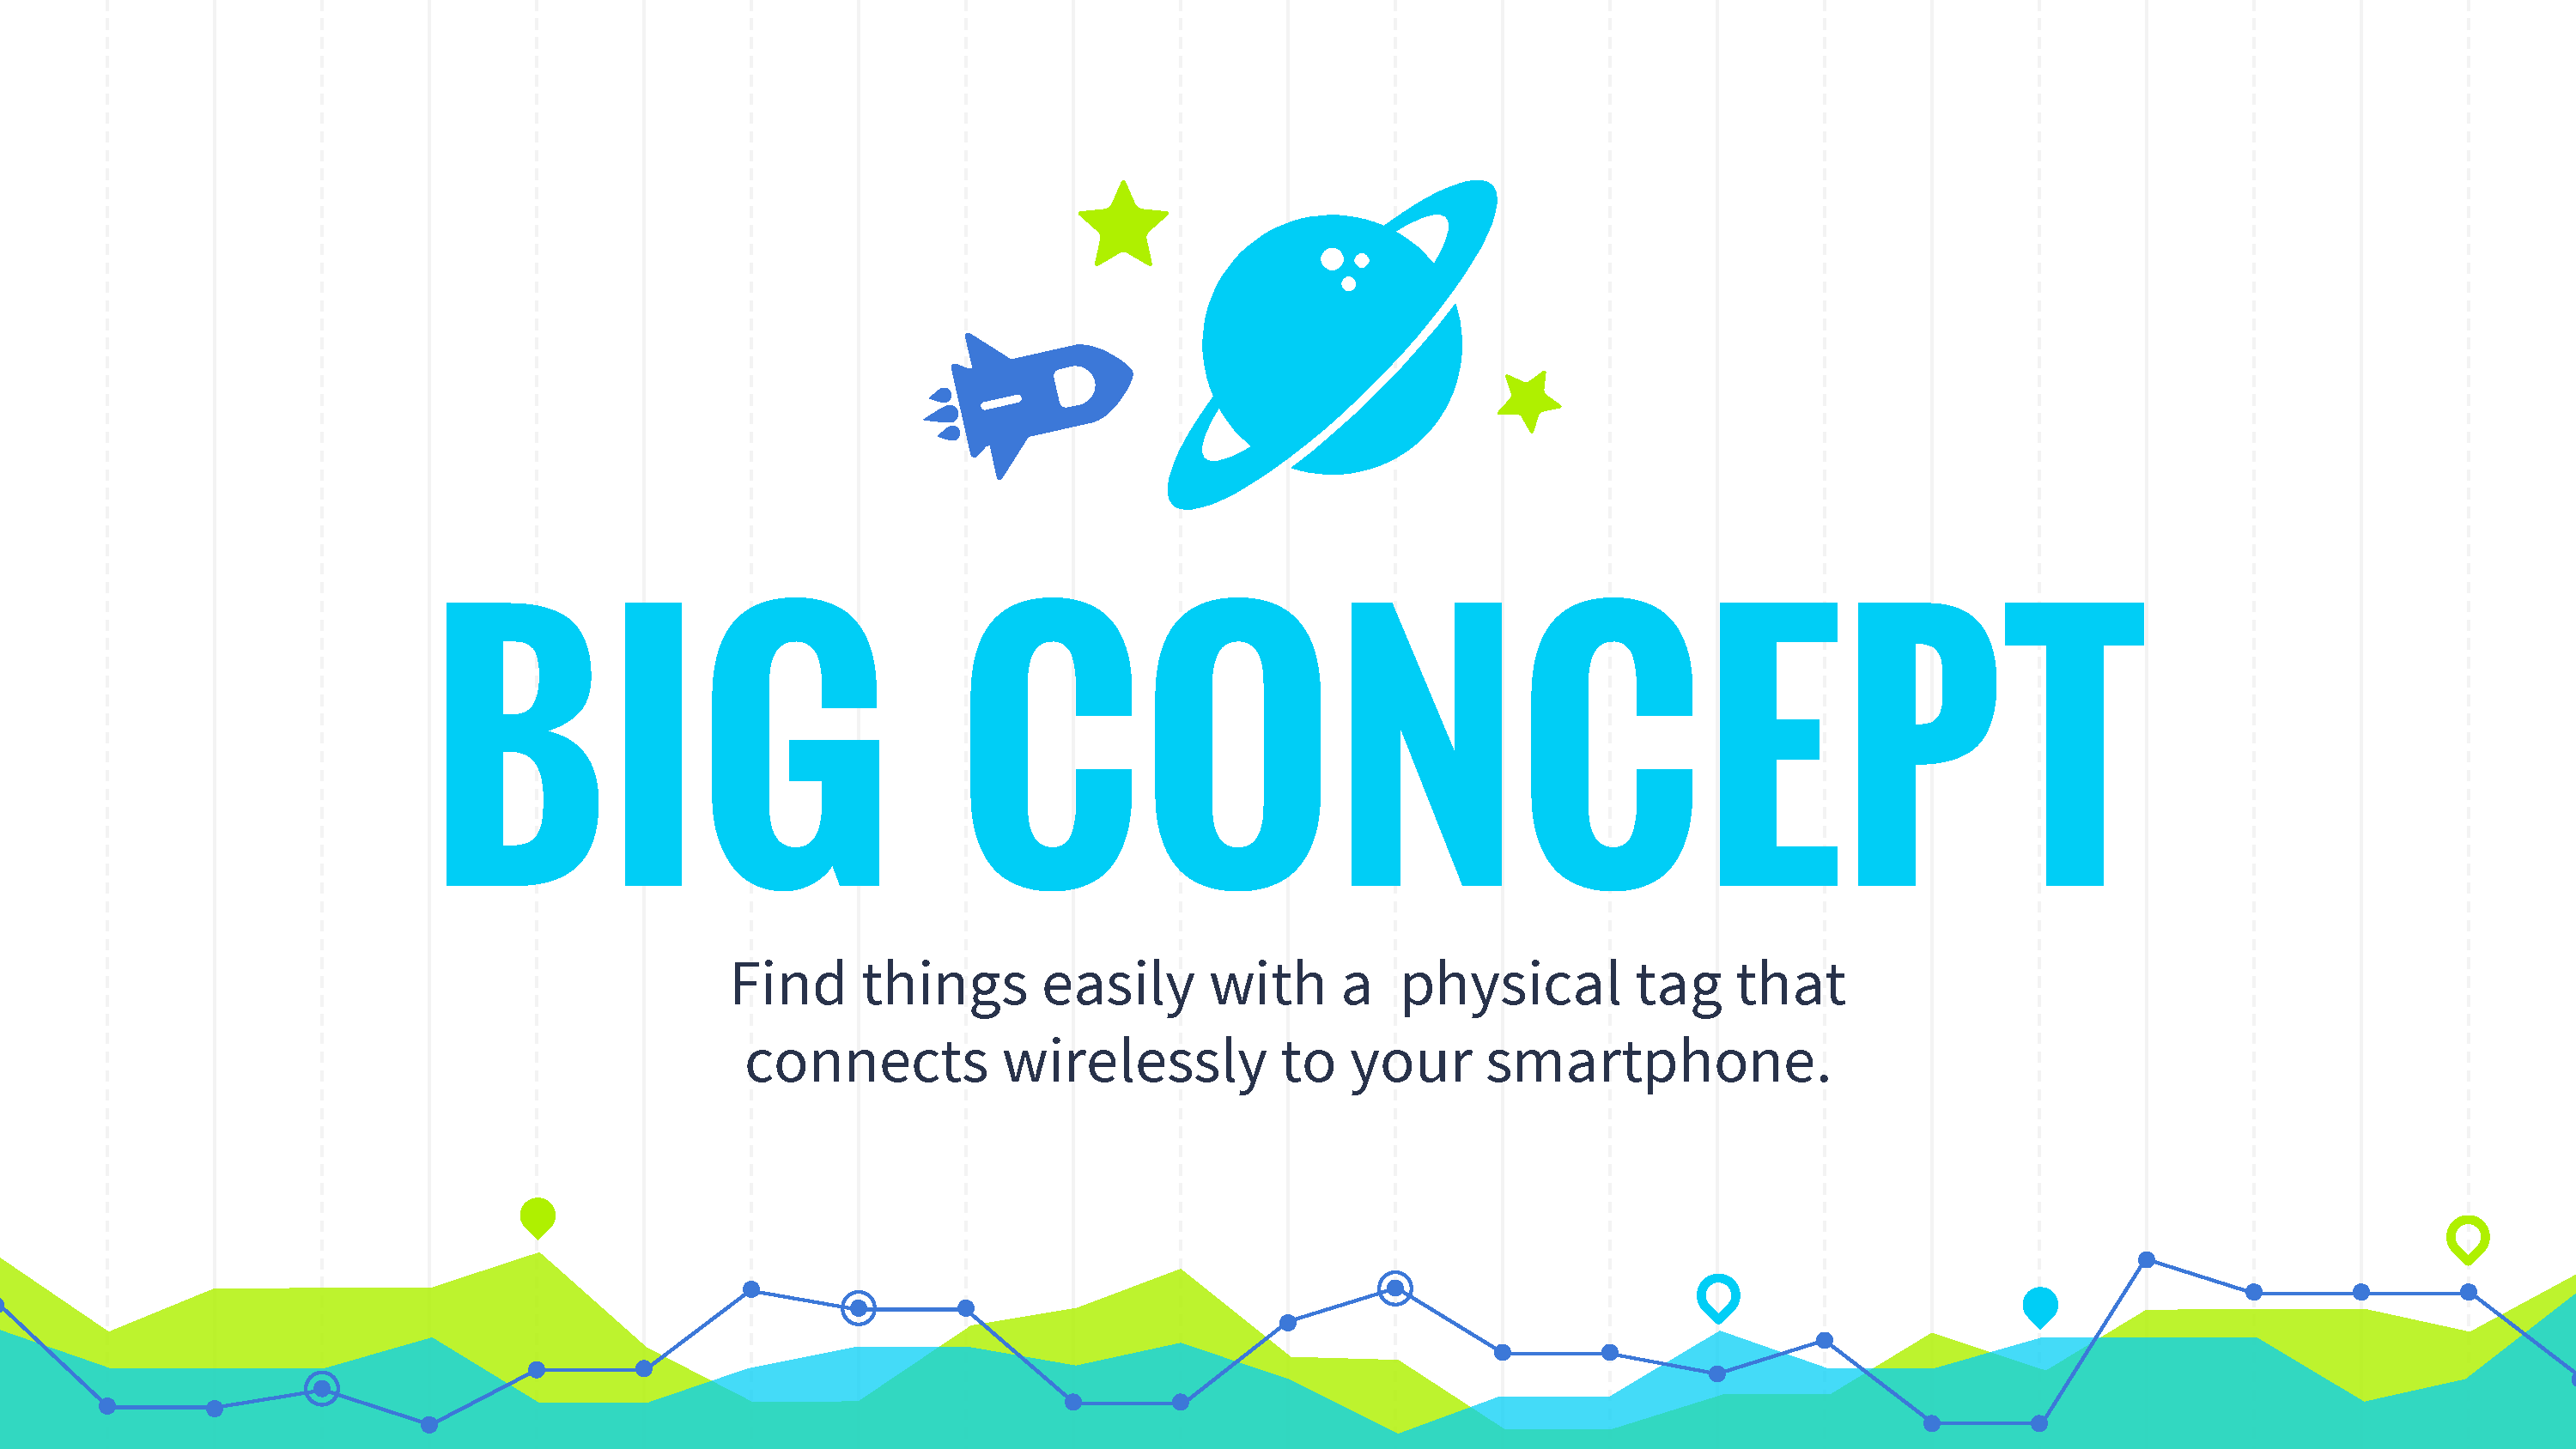 BIG CONCEPT
Find things easily with a physical tag that
connects wirelessly to your smartphone.